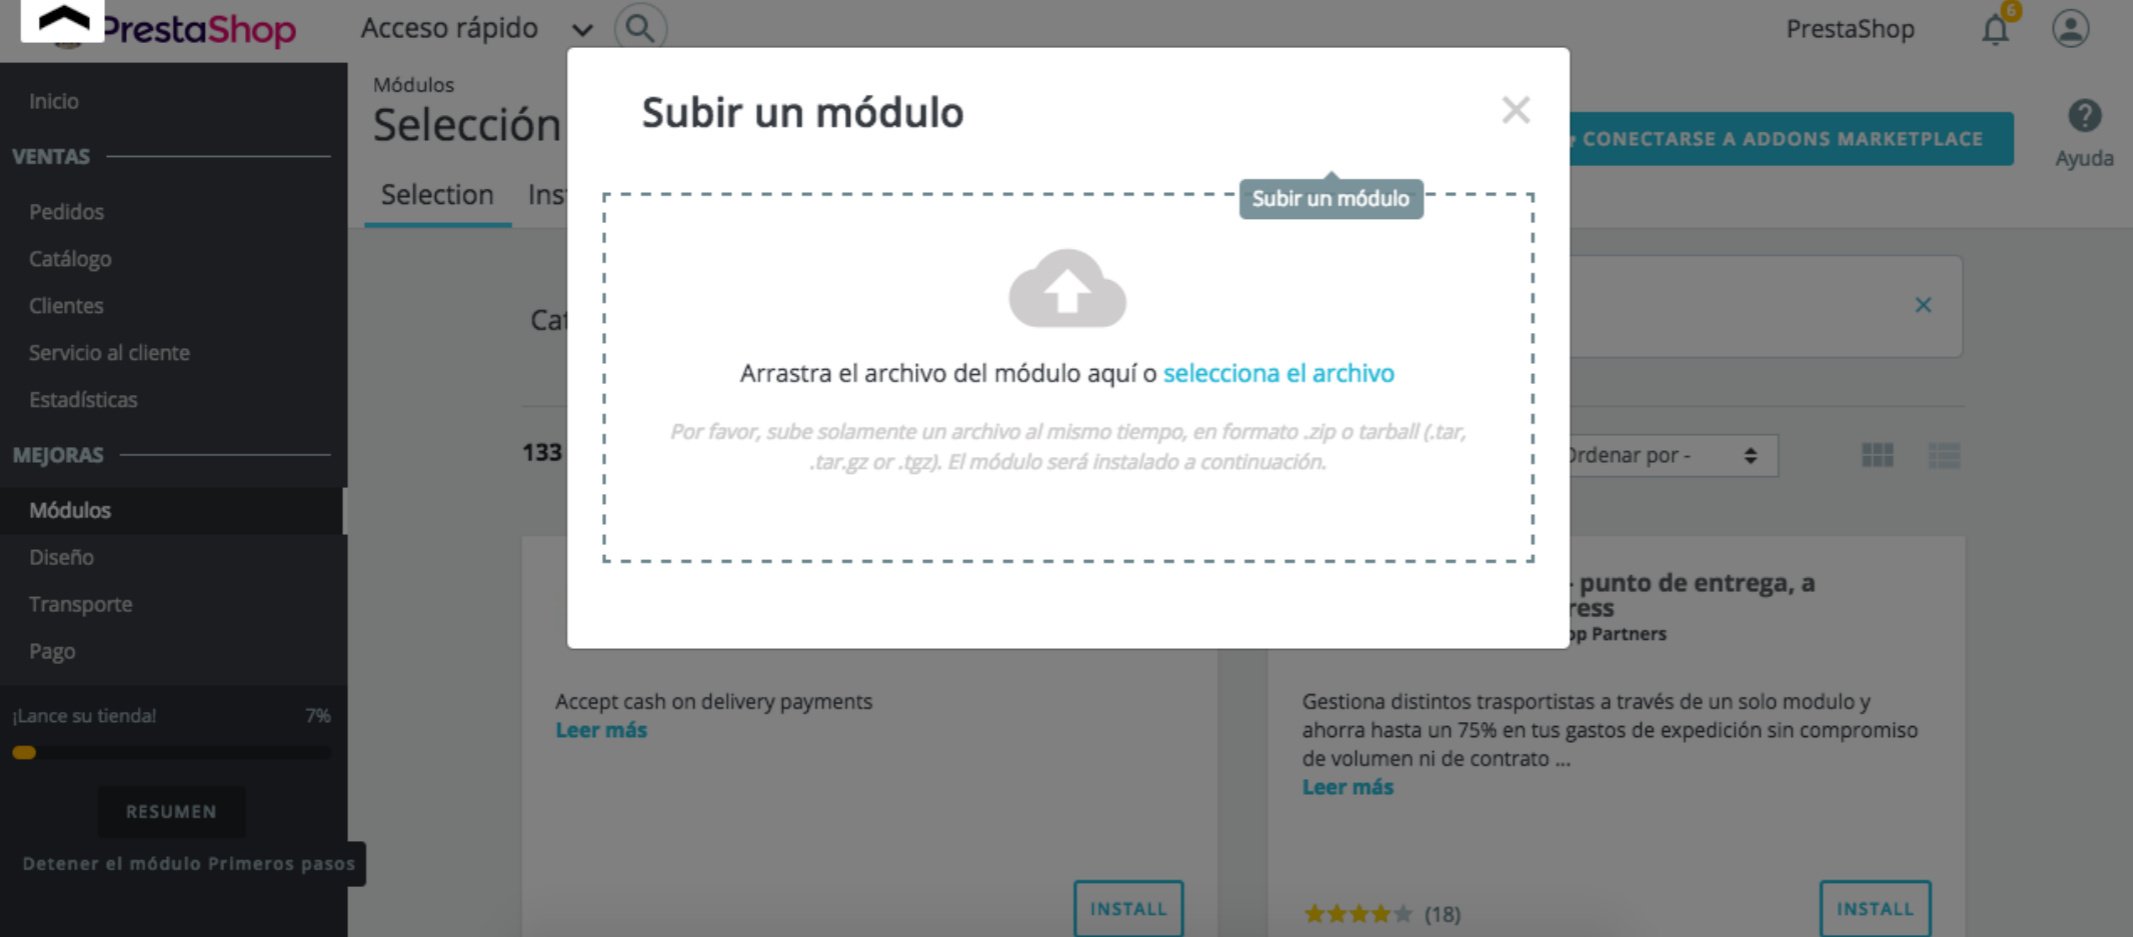 PrestaShop
Acceso rápido
PrestaShop
6
Inicio
VENTAS
Pedidos
Catálogo
Clientes
Servicio al cliente
Estadísticas
MEJORAS
Módulos
Diseño
Transporte
Pago
¡Lance su tienda! 7%
RESUMEN
Detener el módulo Primeros pasos
Módulos
Selección
Selection
CONECTARSE A ADDONS MARKETPLACE
Ayuda
Subir un módulo
Subir un módulo
Arrastra el archivo del módulo aquí o selecciona el archivo
Por favor, sube solamente un archivo al mismo tiempo, en formato .zip o tarball (.tar,
.tar.gz or .tgz). El módulo será instalado a continuación.
133
Ordenar por -
Accept cash on delivery payments
Leer más
INSTALL
- punto de entrega, a
Partners
Gestiona distintos trasportistas a través de un solo modulo y
ahorra hasta un 75% en tus gastos de expedición sin compromiso
de volumen ni de contrato ...
Leer más
(18)
INSTALL